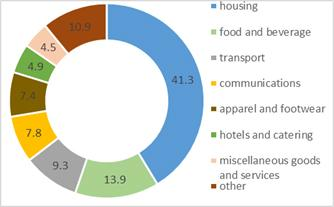 housing
10.9
food and beverage
4.5
4.9
41.3
transport
7.4
communications
7.8
apparel and footwear
9.3
13.9
hotels and catering
miscellaneous goods
and services
other